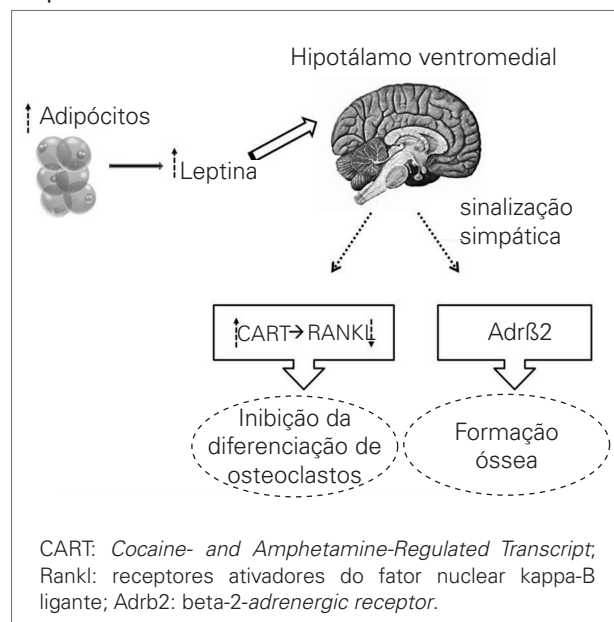 Hipotálamo ventromedial
Adipócitos
Leptina
sinalização
simpática
CART→RANKL
Adrß2
Inibição da
diferenciação de
osteoclastos
Formação
óssea
CART: Cocaine- and Amphetamine-Regulated Transcript;
Rankl: receptores ativadores do fator nuclear kappa-B
ligante; Adrb2: beta-2-adrenergic receptor.